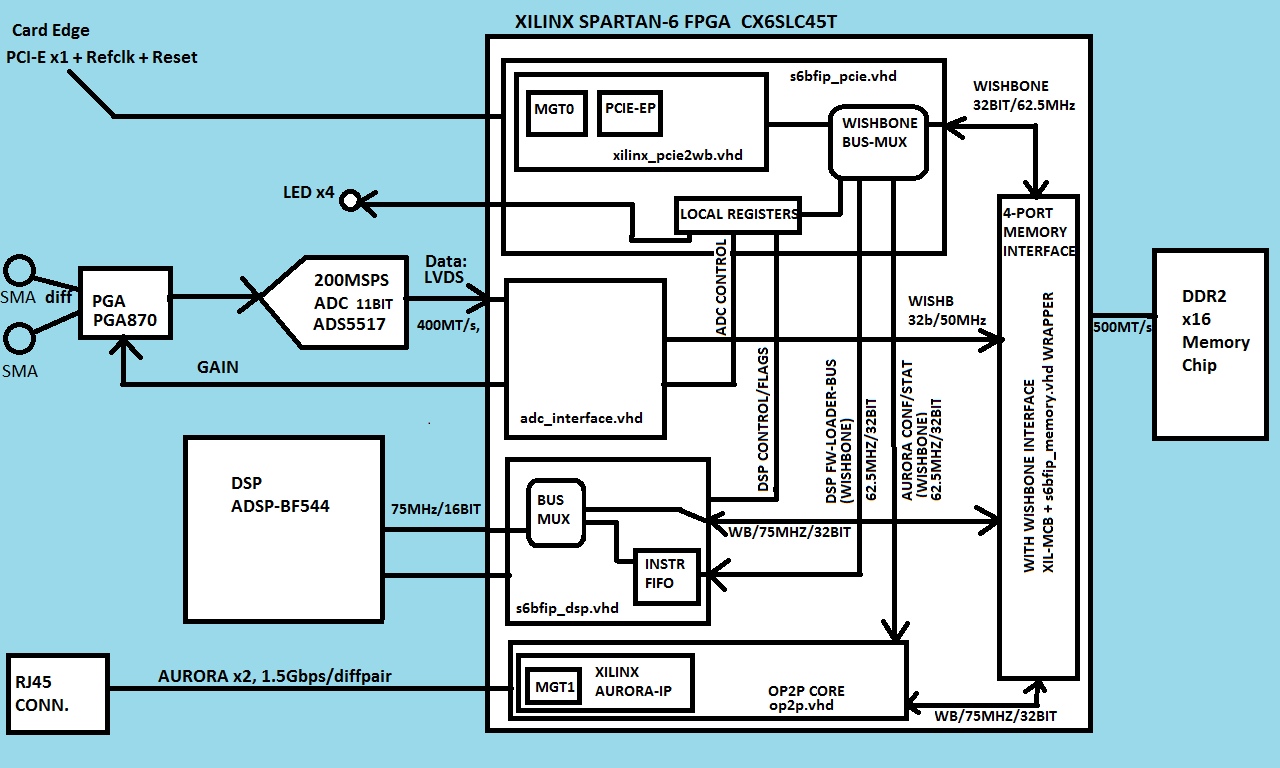 XILINX SPARTAN-6 FPGA CX6SLC45T
Card Edge
PCI-E x1 + Refclk + Reset
s6bfip_pcie.vhd
MGT0
PCIE-EP
xilinx_pcie2wb.vhd
WISHBONE
BUS-MUX
WISHBONE
32BIT/62.5MHz
LED x4
LOCAL REGISTERS
4-PORT
MEMORY
INTERFACE
WITH WISHBONE INTERFACE
XIL-MCB + s6bfip_memory.vhd WRAPPER
SMA
diff
SMA
PGA
PGA870
200MSPS
ADC 11BIT
ADS5517
Data:
LVDS
400MT/s,
GAIN
adc_interface.vhd
ADC CONTROL
WISHB
32b/50MHz
500MT/s
DDR2
x16
Memory
Chip
DSP CONTROL/FLAGS
DSP FW-LOADER-BUS
(WISHBONE)
62.5MHZ/32BIT
AURORA CONF/STAT
(WISHBONE)
62.5MHZ/32BIT
DSP
ADSP-BF544
75MHz/16BIT
BUS
MUX
INSTR
FIFO
s6bfip_dsp.vhd
WB/75MHZ/32BIT
RJ45
CONN.
AURORA x2, 1.5Gbps/diffpair
MGT1
XILINX
AURORA-IP
OP2P CORE
op2p.vhd
WB/75MHZ/32BIT